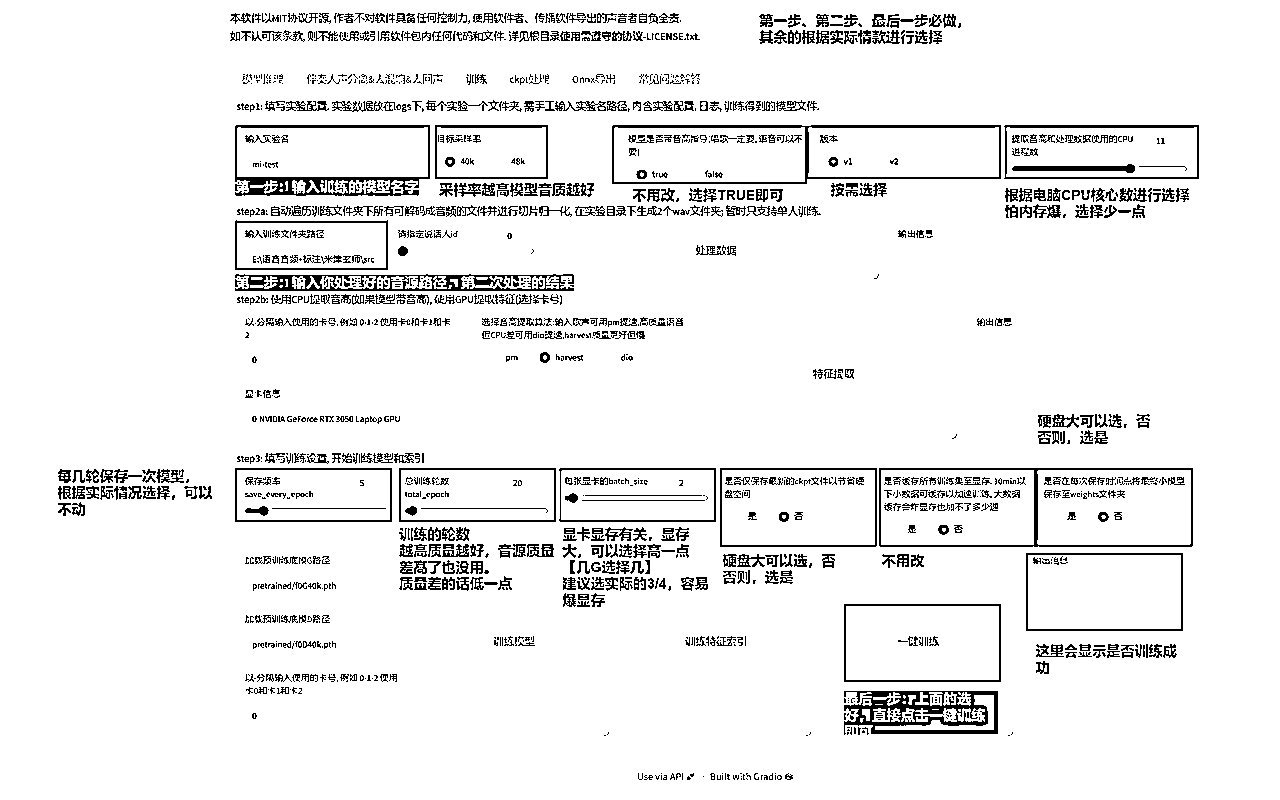 本软件以MIT协议开源, 作者不对软件具备任何控制力, 使用软件者、传播软件导出的声音者自负全责.
如不认可该条款, 则不能使用或引用软件包内任何代码和文件. 详见根目录使用需遵守的协议-LICENSE.txt.
第一步、第二步、最后一步必做，
其余的根据实际情款进行选择
模型推理 伴奏人声分离&去混响&去回声 训练 ckpt处理 Onnx导出 常见问题解答
step1: 填写实验配置. 实验数据放在logs下, 每个实验一个文件夹, 需手工输入实验名路径, 内含实验配置, 日志, 训练得到的模型文件.
输入实验名
mi-test
目标采样率
40k 48k
模型是否带音高指导(唱歌一定要, 语音可以不
要)
true false
版本
v1 v2
提取音高和处理数据使用的CPU
进程数
11
第一步：输入训练的模型名字
采样率越高模型音质越好
不用改，选择TRUE即可
按需选择
根据电脑CPU核心数进行选择
怕内存爆，选择少一点
step2a: 自动遍历训练文件夹下所有可解码成音频的文件并进行切片归一化, 在实验目录下生成2个wav文件夹; 暂时只支持单人训练.
输入训练文件夹路径
E:\语音音频+标注\米津玄师\src
请指定说话人id 0
处理数据
输出信息
第二步：输入你处理好的音源路径，第二次处理的结果
step2b: 使用CPU提取音高(如果模型带音高), 使用GPU提取特征(选择卡号)
以-分隔输入使用的卡号, 例如 0-1-2 使用卡0和卡1和卡
2
0
显卡信息
0 NVIDIA GeForce RTX 3050 Laptop GPU
选择音高提取算法:输入歌声可用pm提速,高质量语音
但CPU差可用dio提速,harvest质量更好但慢
pm harvest dio
特征提取
输出信息
硬盘大可以选，否
否则，选是
step3: 填写训练设置, 开始训练模型和索引
每几轮保存一次模型，
根据实际情况选择，可以
不动
保存频率 5
save_every_epoch
总训练轮数 20
total_epoch
每张显卡的batch_size 2
是否仅保存最新的ckpt文件以节省硬
盘空间
是 否
是否缓存所有训练集至显存. 10min以
下小数据可缓存以加速训练, 大数据
缓存会炸显存也加不了多少速
是 否
是否在每次保存时间点将最终小模型
保存至weights文件夹
是 否
训练的轮数
越高质量越好，音源质量
差高了也没用。
质量差的话低一点
显卡显存有关，显存
大，可以选择高一点
【几G选择几】
建议选实际的3/4，容易
爆显存
硬盘大可以选，否
否则，选是
不用改
加载预训练底模G路径
pretrained/f0G40k.pth
加载预训练底模D路径
pretrained/f0D40k.pth
以-分隔输入使用的卡号, 例如 0-1-2 使用
卡0和卡1和卡2
0
训练模型
训练特征索引
一键训练
输出信息
这里会显示是否训练成
功
最后一步：上面的选
好，直接点击一键训练
即可
Use via API · Built with Gradio